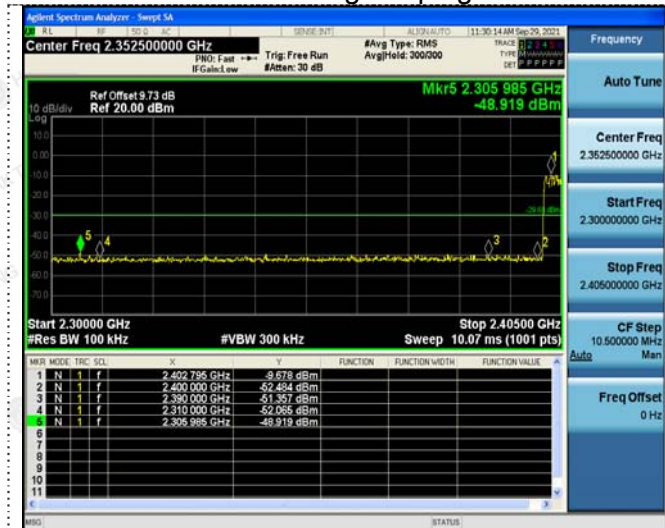 Agilent Spectrum Analyzer - Swept SA
RL RF 50 Ω AC SENSE:INT ALIGNAUTO 11:30:14 AM Sep 29, 2021
Center Freq 2.352500000 GHz
PNO: Fast
IFGain:Low
Trig: Free Run
#Atten: 30 dB
#Avg Type: RMS
Avg|Hold: 300/300
TRACE 1 2 3 4 5 6
TYPE
DET P P P P P P
Frequency
Mkr5 2.305 985 GHz
-48.919 dBm
Ref Offset 9.73 dB
Ref 20.00 dBm
10 dB/div
Log
10.0
0.00
-10.0
-20.0
-30.0
-40.0
-50.0
-60.0
-70.0
1
2
3
4
5
Start 2.30000 GHz
Stop 2.40500 GHz
#Res BW 100 kHz #VBW 300 kHz Sweep 10.07 ms (1001 pts)
MKR MODE TRC SCL X Y FUNCTION FUNCTION WIDTH FUNCTION VALUE
1 N 1 f 2.402 795 GHz -9.678 dBm
2 N 1 f 2.400 000 GHz -52.484 dBm
3 N 1 f 2.390 000 GHz -51.357 dBm
4 N 1 f 2.310 000 GHz -52.065 dBm
5 N 1 f 2.305 985 GHz -48.919 dBm
6
7
8
9
10
11
MSG STATUS
Auto Tune
Center Freq
2.352500000 GHz
Start Freq
2.300000000 GHz
Stop Freq
2.405000000 GHz
CF Step
10.500000 MHz
Auto Man
Freq Offset
0 Hz